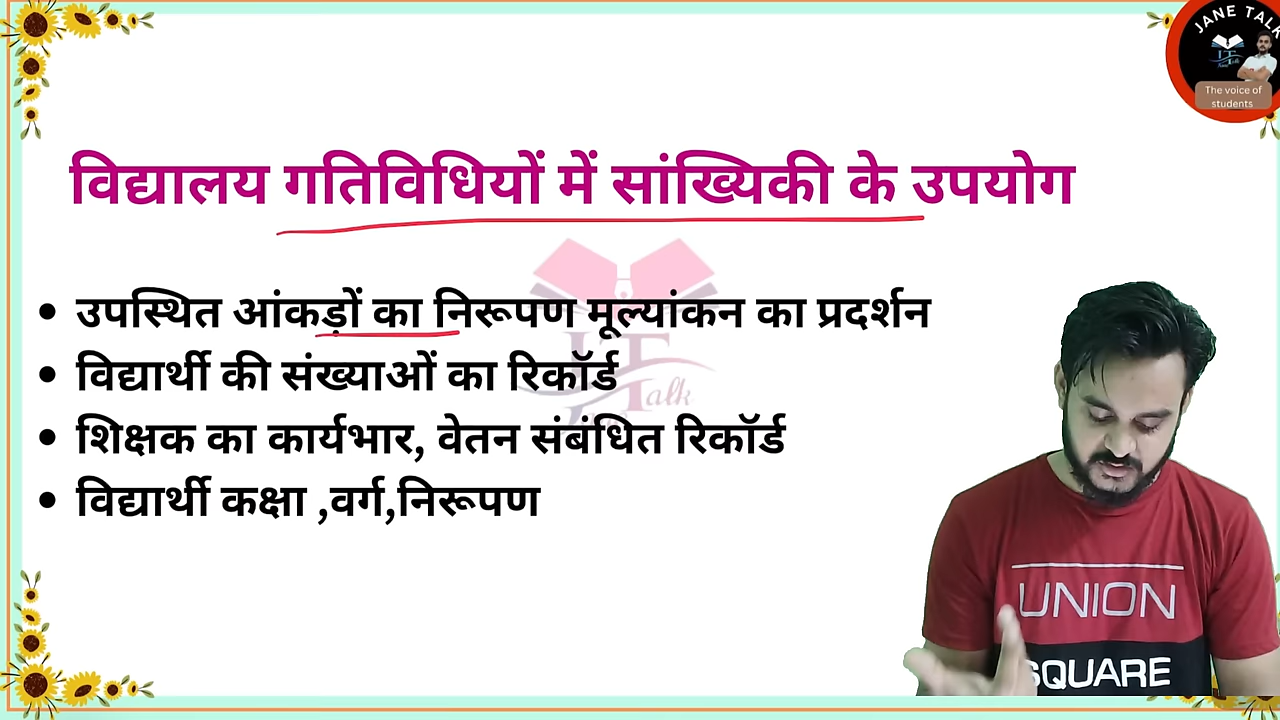 JANE TALK
The voice of
students
विद्यालय गतिविधियों में सांख्यिकी के उपयोग
• उपस्थित आंकड़ों का निरूपण मूल्यांकन का प्रदर्शन
• विद्यार्थी की संख्याओं का रिकॉर्ड
• शिक्षक का कार्यभार, वेतन संबंधित रिकॉर्ड
• विद्यार्थी कक्षा ,वर्ग,निरूपण
UNION
SQUARE